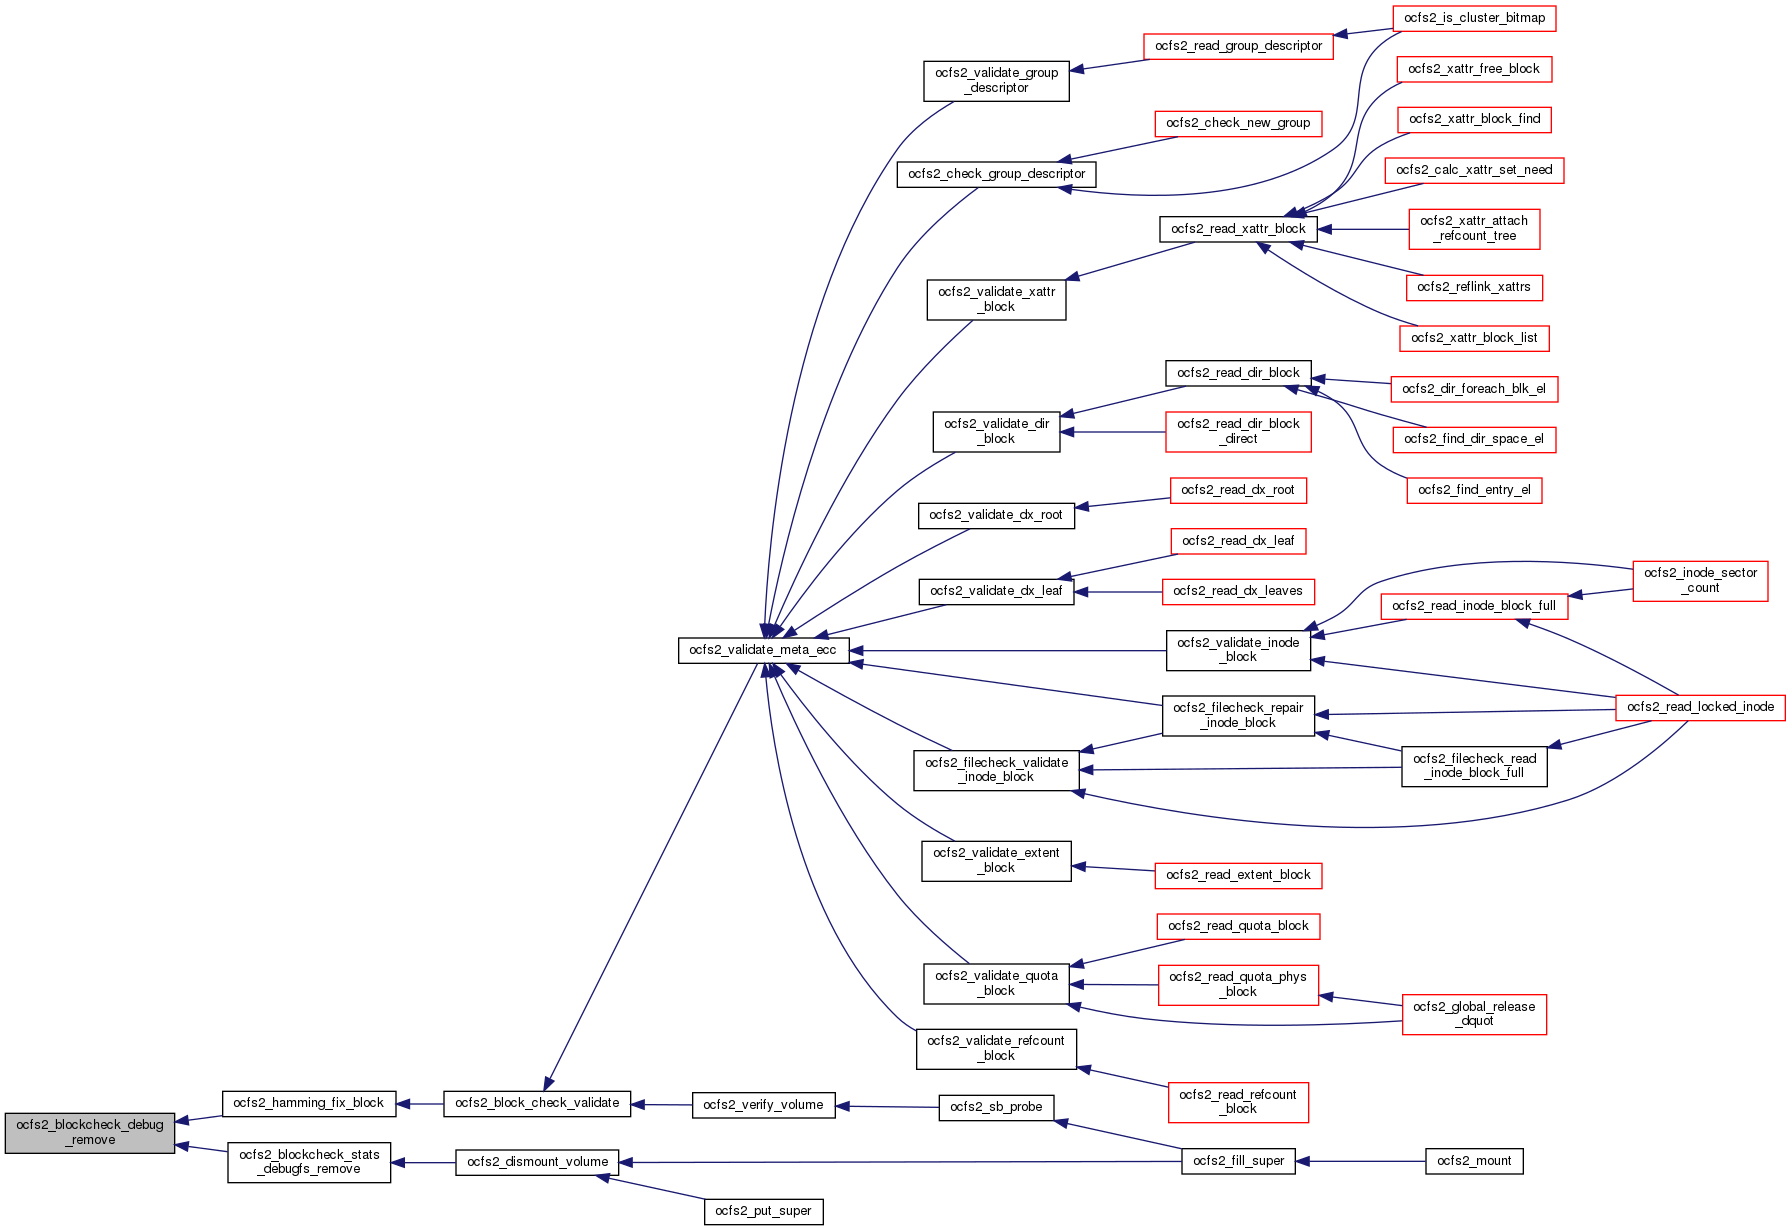 ocfs2_is_cluster_bitmap
ocfs2_read_group_descriptor
ocfs2_xattr_free_block
ocfs2_validate_group
_descriptor
ocfs2_xattr_block_find
ocfs2_check_new_group
ocfs2_calc_xattr_set_need
ocfs2_check_group_descriptor
ocfs2_xattr_attach
_refcount_tree
ocfs2_read_xattr_block
ocfs2_reflink_xattrs
ocfs2_validate_xattr
_block
ocfs2_xattr_block_list
ocfs2_read_dir_block
ocfs2_dir_foreach_blk_el
ocfs2_validate_dir
_block
ocfs2_read_dir_block
_direct
ocfs2_find_dir_space_el
ocfs2_find_entry_el
ocfs2_read_dx_root
ocfs2_validate_dx_root
ocfs2_read_dx_leaf
ocfs2_validate_dx_leaf
ocfs2_read_dx_leaves
ocfs2_inode_sector
_count
ocfs2_read_inode_block_full
ocfs2_validate_meta_ecc
ocfs2_validate_inode
_block
ocfs2_filecheck_repair
_inode_block
ocfs2_read_locked_inode
ocfs2_filecheck_validate
_inode_block
ocfs2_filecheck_read
_inode_block_full
ocfs2_validate_extent
_block
ocfs2_read_extent_block
ocfs2_read_quota_block
ocfs2_validate_quota
_block
ocfs2_read_quota_phys
_block
ocfs2_global_release
_dquot
ocfs2_validate_refcount
_block
ocfs2_read_refcount
_block
ocfs2_hamming_fix_block
ocfs2_block_check_validate
ocfs2_verify_volume
ocfs2_sb_probe
ocfs2_blockcheck_debug
_remove
ocfs2_blockcheck_stats
_debugfs_remove
ocfs2_dismount_volume
ocfs2_fill_super
ocfs2_mount
ocfs2_put_super